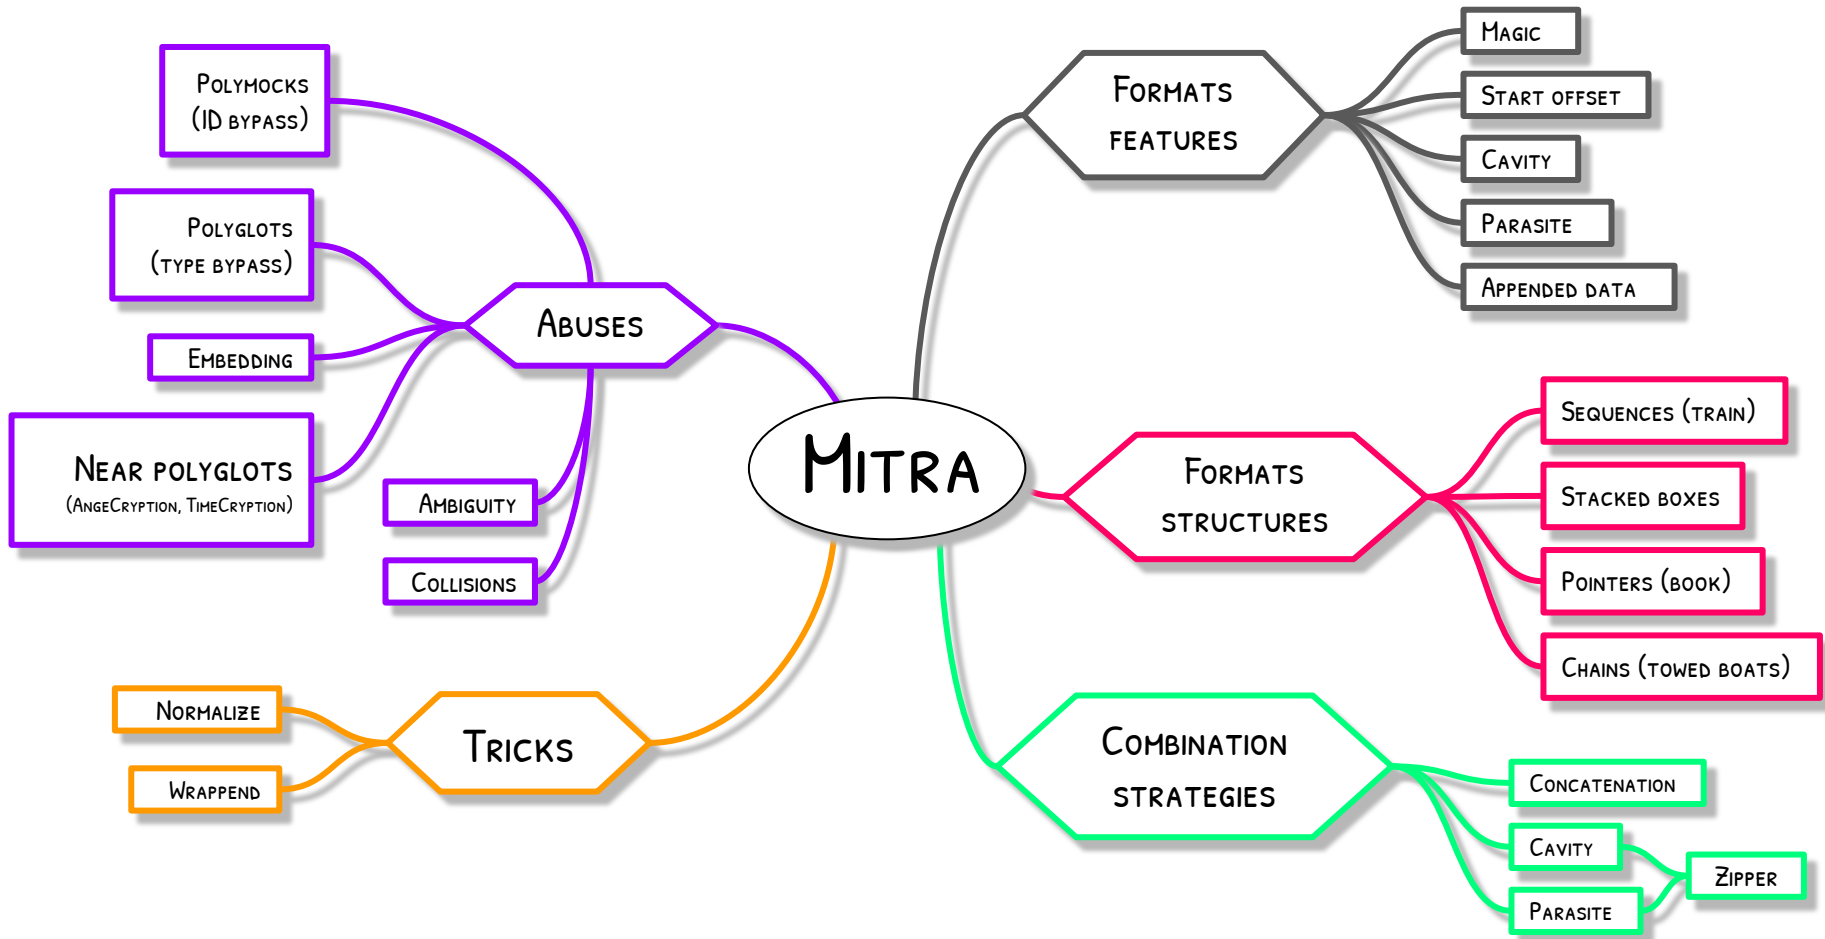 Mitra
Formats
features
Magic
Start offset
Cavity
Parasite
Appended data
Formats
structures
Sequences (train)
Stacked boxes
Pointers (book)
Chains (towed boats)
Combination
strategies
Concatenation
Cavity
Parasite
Zipper
Abuses
Polymocks
(ID bypass)
Polyglots
(type bypass)
Embedding
Near polyglots
(AngeCryption, TimeCryption)
Ambiguity
Collisions
Tricks
Normalize
Wrappend